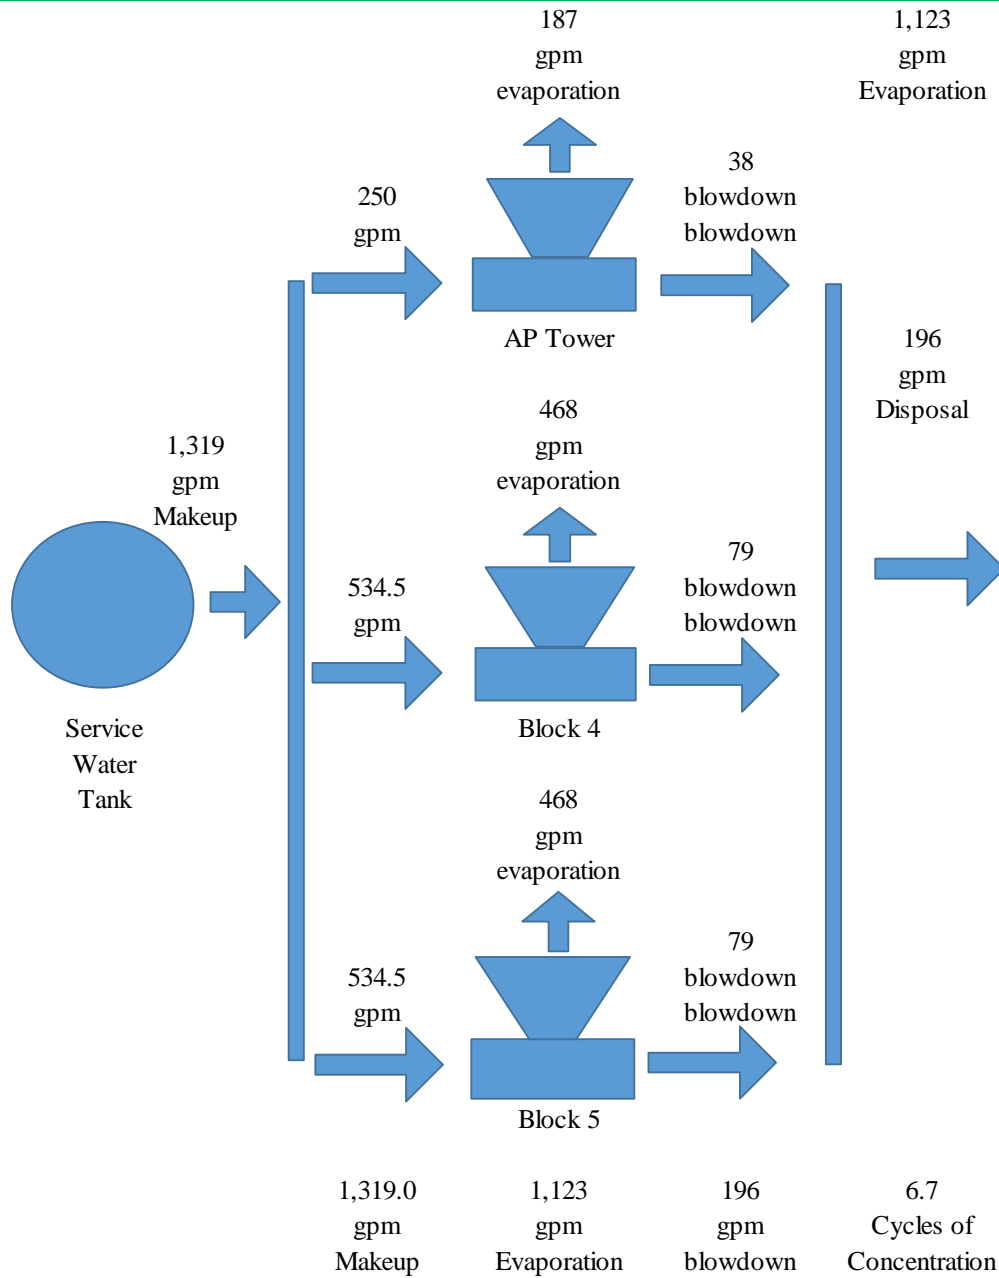 187
gpm
evaporation
1,123
gpm
Evaporation
250
gpm
38
blowdown
blowdown
AP Tower
196
gpm
Disposal
1,319
gpm
Makeup
468
gpm
evaporation
534.5
gpm
79
blowdown
blowdown
Service
Water
Tank
Block 4
468
gpm
evaporation
534.5
gpm
79
blowdown
blowdown
Block 5
1,319.0
gpm
Makeup
1,123
gpm
Evaporation
196
gpm
blowdown
6.7
Cycles of
Concentration